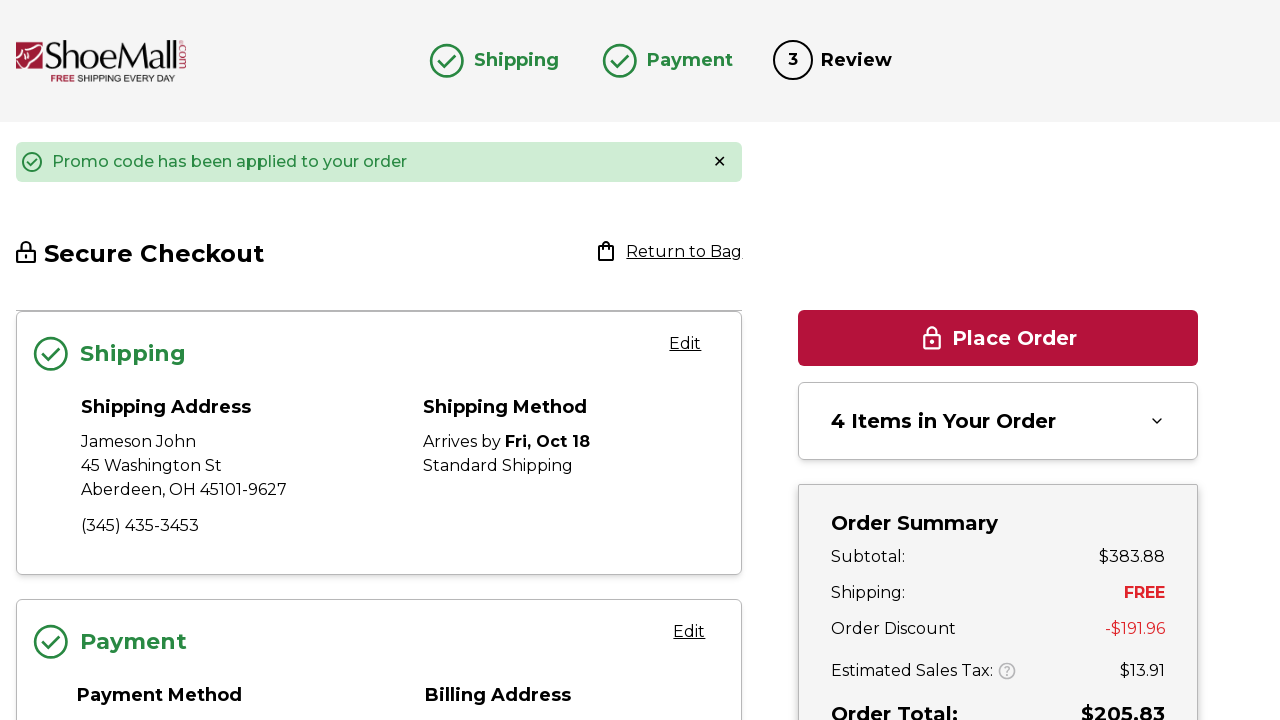 ShoeMall.com
FREE SHIPPING EVERY DAY
Shipping
Payment
3 Review
Promo code has been applied to your order
Secure Checkout
Return to Bag
Shipping
Edit
Shipping Address
Jameson John
45 Washington St
Aberdeen, OH 45101-9627
(345) 435-3453
Shipping Method
Arrives by Fri, Oct 18
Standard Shipping
Payment
Edit
Payment Method
Billing Address
Place Order
4 Items in Your Order
Order Summary
Subtotal: $383.88
Shipping: FREE
Order Discount -$191.96
Estimated Sales Tax: ? $13.91
Order Total: $205.83